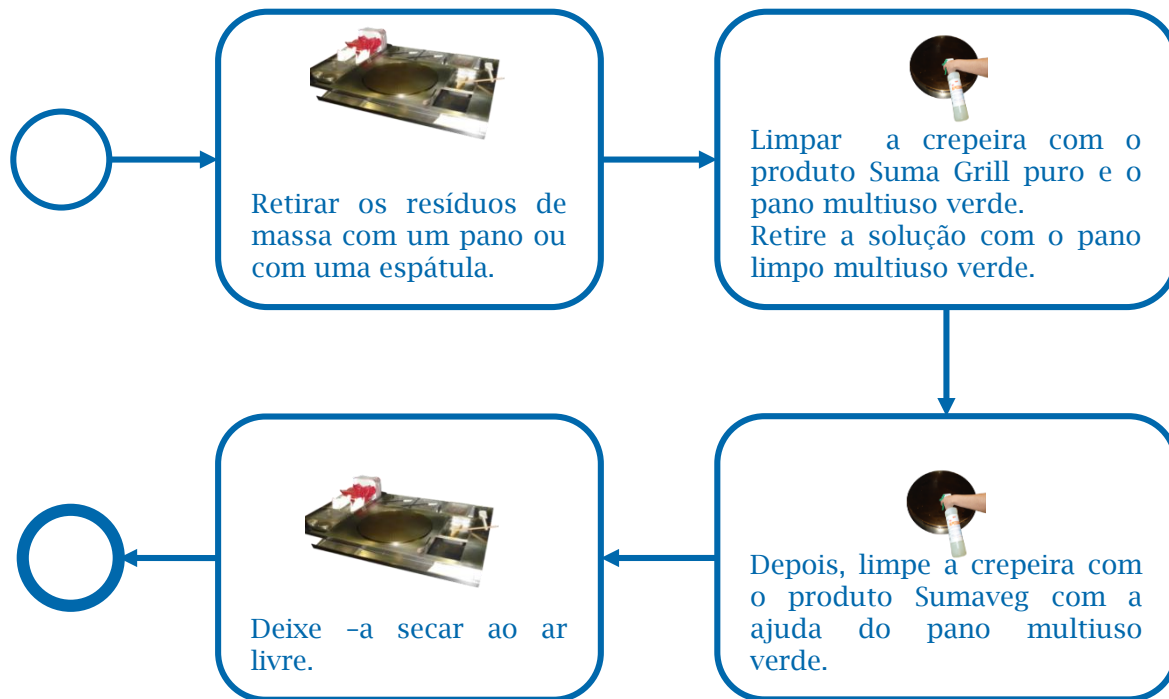 Retirar os resíduos de
massa com um pano ou
com uma espátula.
Limpar a crepeira com o
produto Suma Grill puro e o
pano multiuso verde.
Retire a solução com o pano
limpo multiuso verde.
Depois, limpe a crepeira com
o produto Sumaveg com a
ajuda do pano multiuso
verde.
Deixe –a secar ao ar
livre.